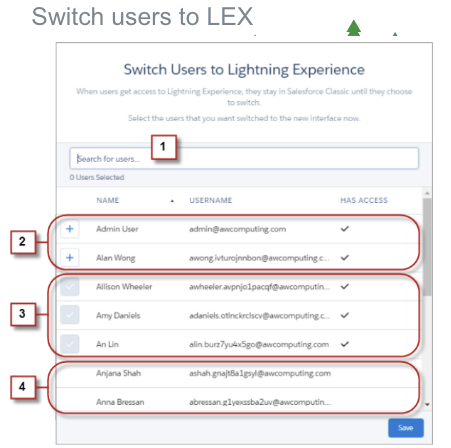 Switch users to LEX
Switch Users to Lightning Experience
When users get access to Lightning Experience, they stay in Salesforce Classic until they choose
to switch.
Select the users that you want switched to the new interface now.
1
Search for users...
0 Users Selected
NAME USERNAME HAS ACCESS
2
Admin User admin@awcomputing.com
Alan Wong awong.ivturojnnbon@awcomputing.c...
3
Allison Wheeler awheeler.avpnjo1pacqf@awcomputin...
Amy Daniels adaniels.otinckrclscv@awcomputing.c...
An Lin alin.burz7yu4x5go@awcomputing.com
4
Anjana Shah ashah.gnajt8a1gsyl@awcomputing.com
Anna Bressan abressan.g1yexssba2uv@awcomputin...
Save